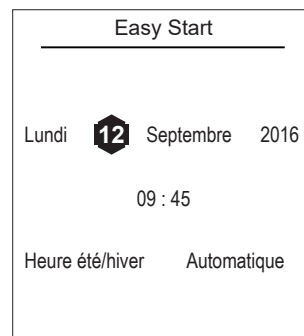 Easy Start
Lundi 12 Septembre 2016
09 : 45
Heure été/hiver Automatique